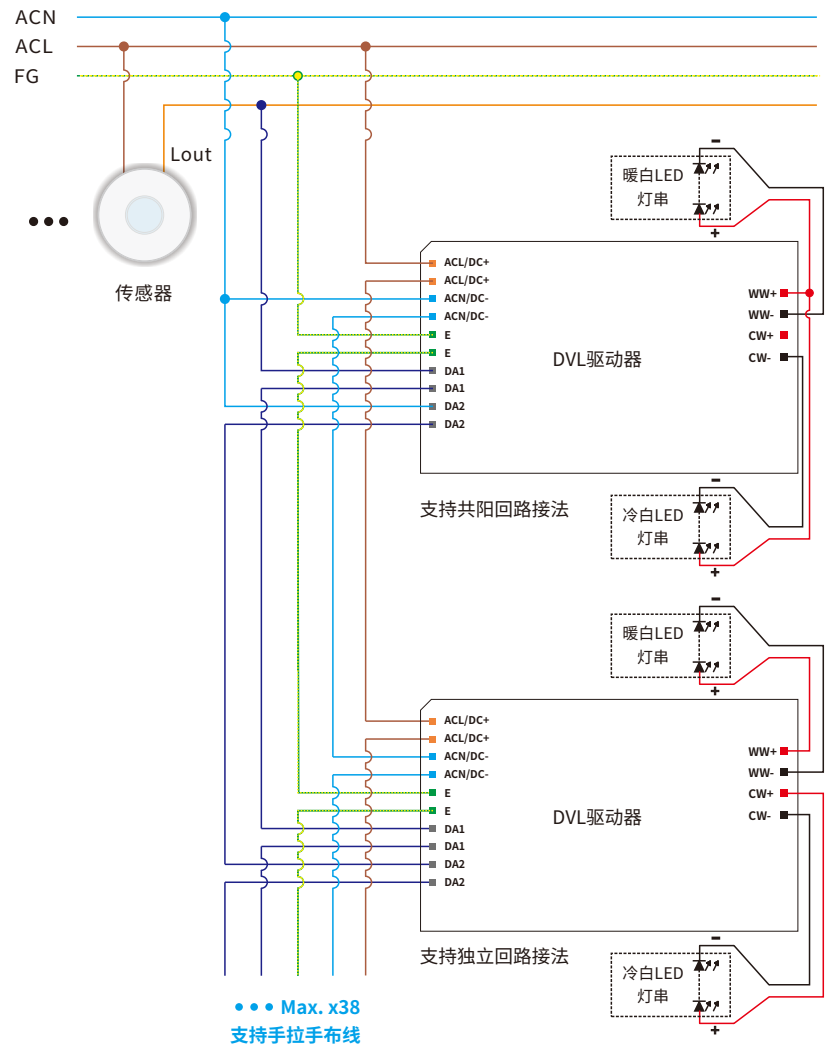 ACN
ACL
FG
Lout
传感器
暖白LED
灯串
ACL/DC+
ACL/DC+
ACN/DC-
ACN/DC-
E
E
DA1
DA1
DA2
DA2
DVL驱动器
WW+
WW-
CW+
CW-
支持共阳回路接法
冷白LED
灯串
暖白LED
灯串
ACL/DC+
ACL/DC+
ACN/DC-
ACN/DC-
E
E
DA1
DA1
DA2
DA2
DVL驱动器
WW+
WW-
CW+
CW-
支持独立回路接法
冷白LED
灯串
••• Max. x38
支持手拉手布线